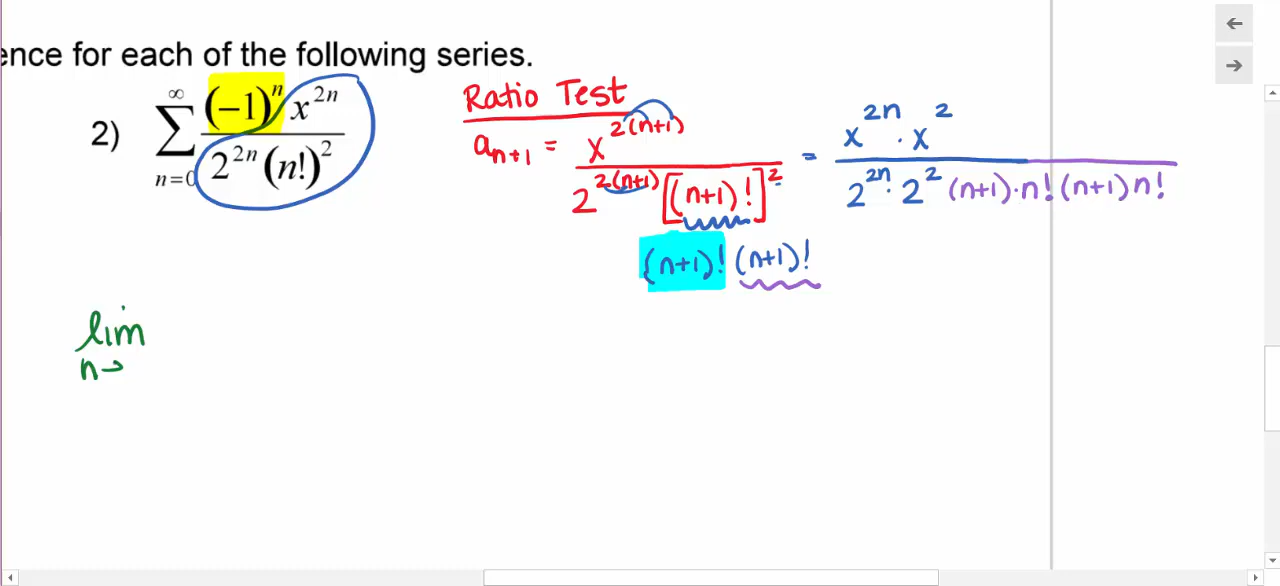 ence for each of the following series.
2) ∑_{n=0}^{∞} (−1)^n x^{2n} / 2^{2n} (n!)^2
Ratio Test
a_{n+1} = x^{2(n+1)} / 2^{2(n+1)} [(n+1)!]^2 = x^{2n} · x^2 / 2^{2n} · 2^2 (n+1)·n! (n+1) n!
(n+1)! (n+1)!
lim
n→